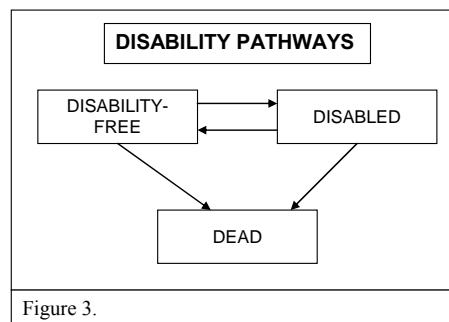 DISABILITY PATHWAYS
DISABILITY-
FREE
DISABLED
DEAD
Figure 3.